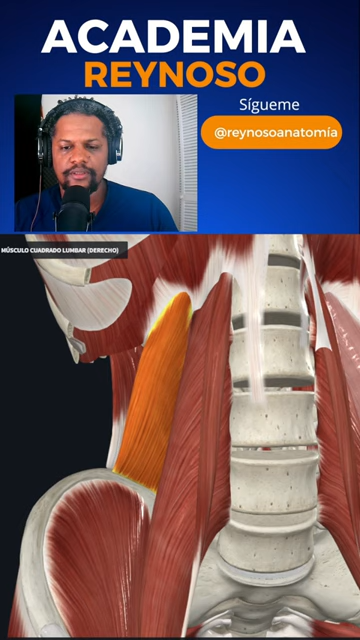 ACADEMIA
REYNOSO
Sígueme
@reynosoanatomía
MÚSCULO CUADRADO LUMBAR (DERECHO)